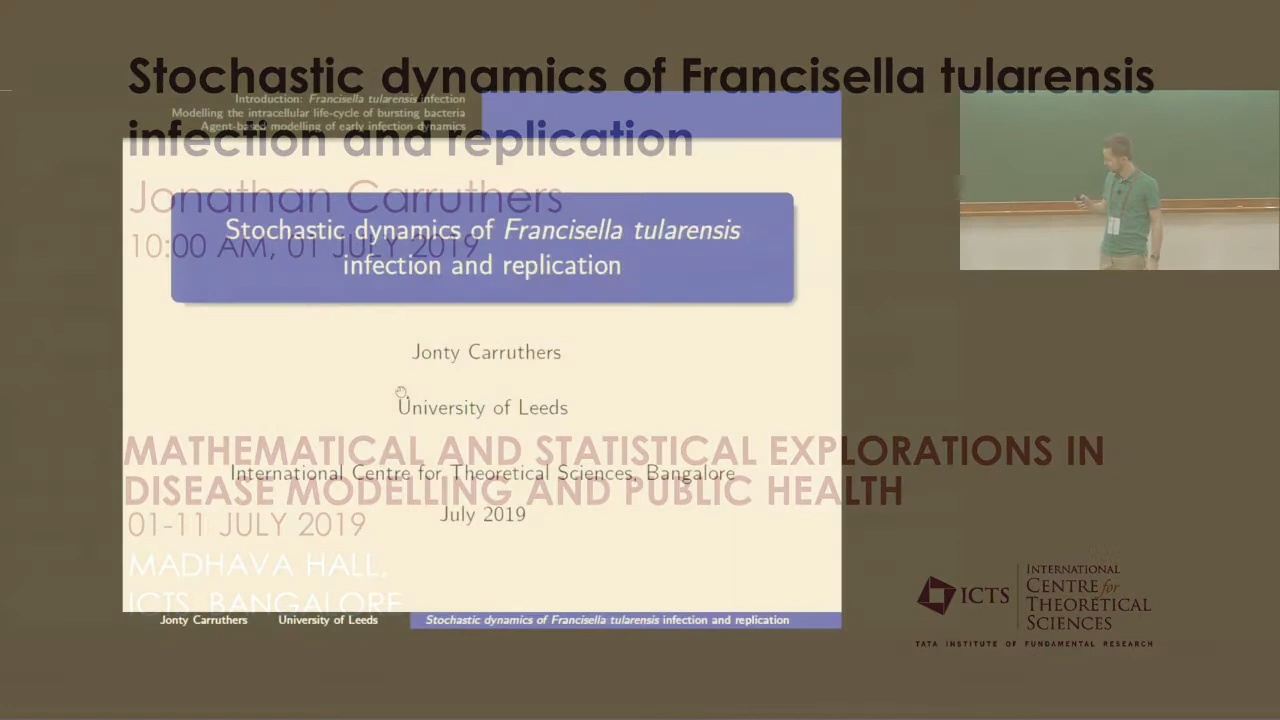 Stochastic dynamics of Francisella tularensis
infection and replication
Jonathan Carruthers
10:00 AM, 01 JULY 2019
MATHEMATICAL AND STATISTICAL EXPLORATIONS IN
DISEASE MODELLING AND PUBLIC HEALTH
01-11 JULY 2019
MADHAVA HALL,
ICTS, BANGALORE
Introduction: Francisella tularensis infection
Modelling the intracellular life-cycle of bursting bacteria
Agent-based modelling of early infection dynamics
Stochastic dynamics of Francisella tularensis
infection and replication
Jonty Carruthers
University of Leeds
International Centre for Theoretical Sciences, Bangalore
July 2019
Jonty Carruthers University of Leeds Stochastic dynamics of Francisella tularensis infection and replication
ICTS
INTERNATIONAL
CENTRE for
THEORETICAL
SCIENCES
TATA INSTITUTE OF FUNDAMENTAL RESEARCH